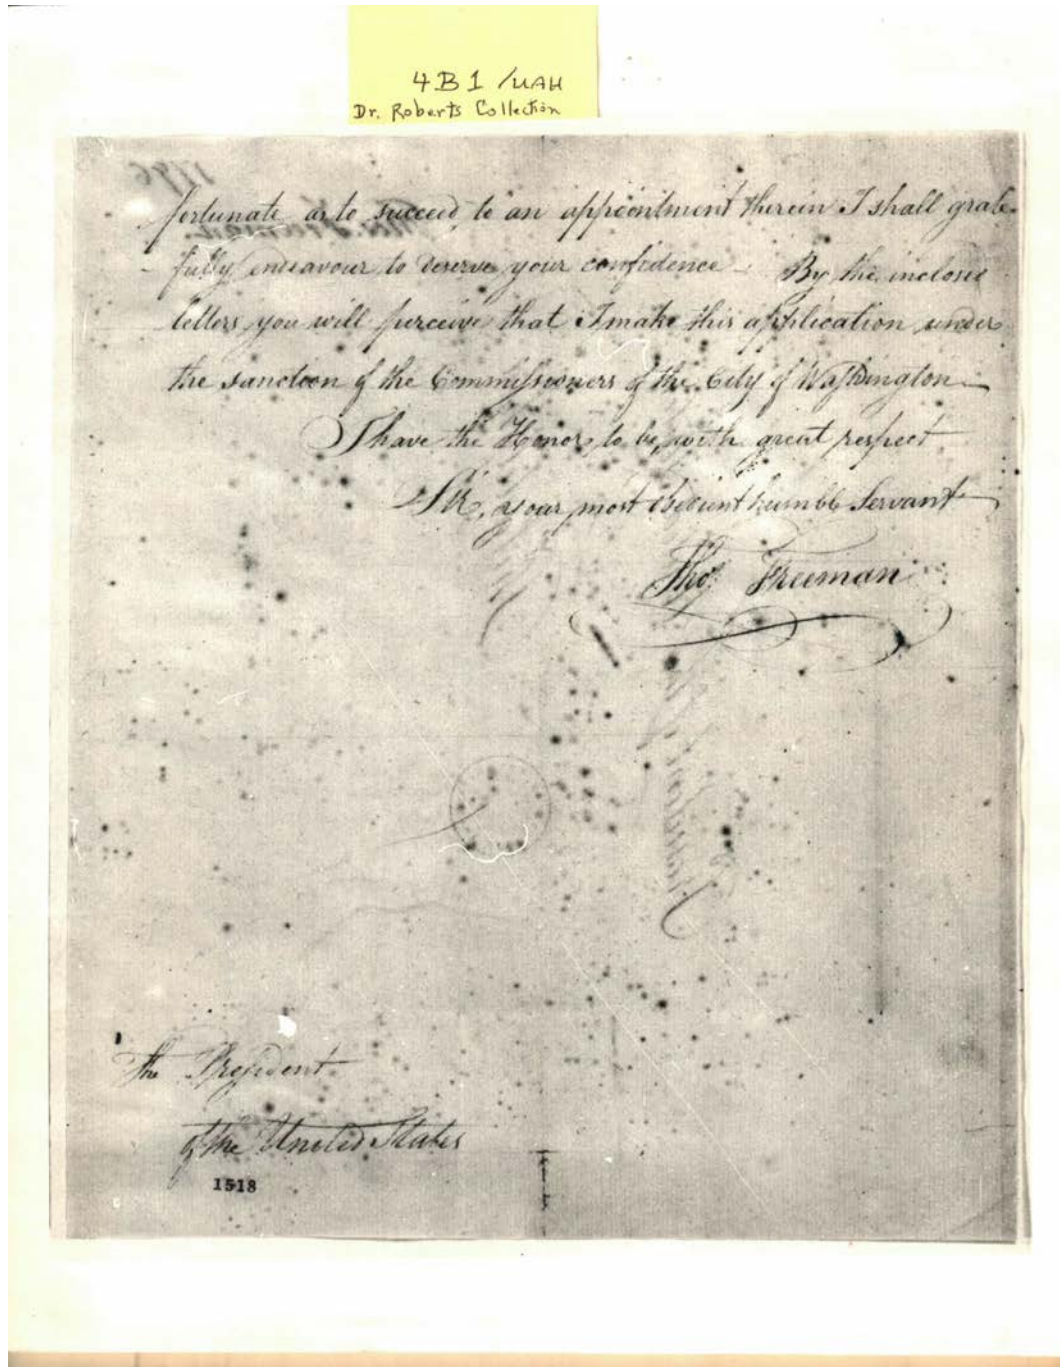 4B1 /UAH
Dr. Roberts Collection
1796
fortunate as to succeed to an appointment therein I shall grate-
-fully endeavour to deserve your confidence – By the inclosed
letters you will perceive that I make this application under
the sanction of the Commissioners of the City of Washington —
I have the Honor to be, with great respect
Sir, your most obedient humble Servant
Thos. Freeman
The President
of the United States
1518